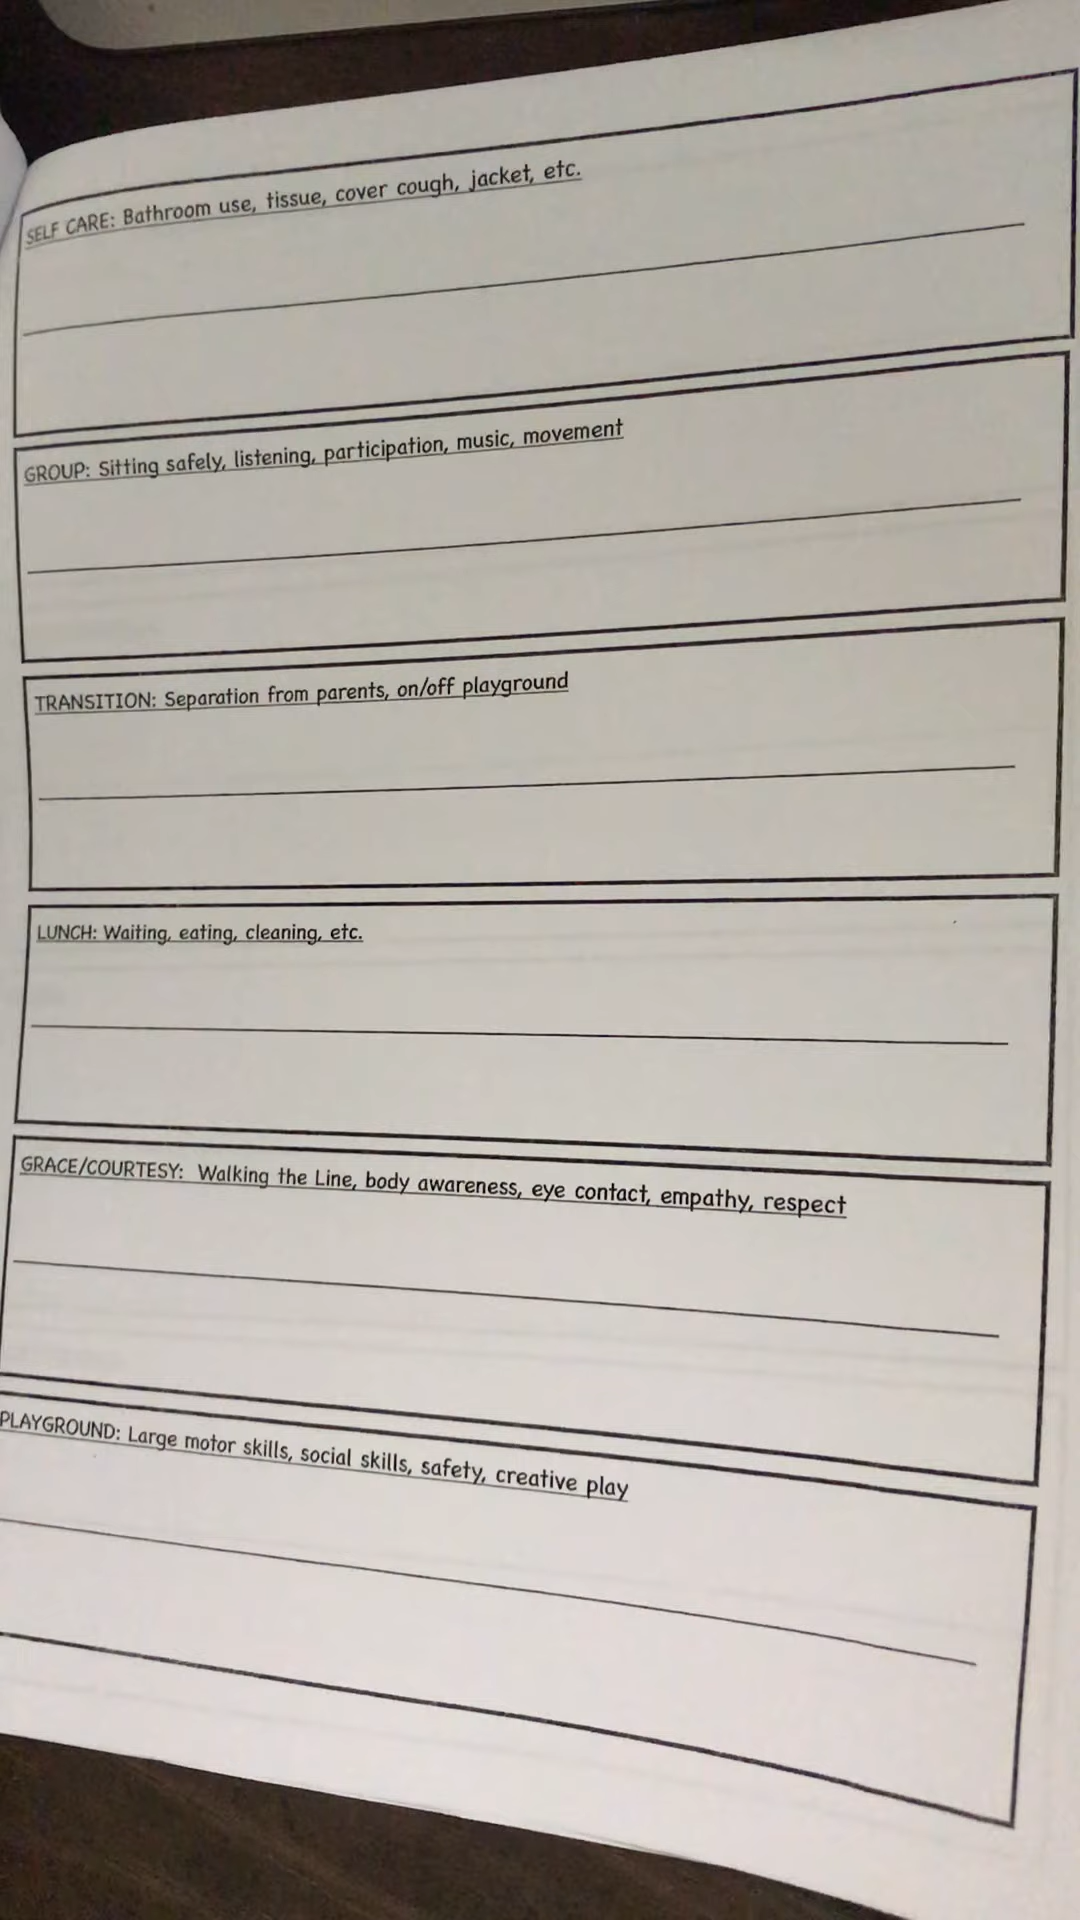 SELF CARE: Bathroom use, tissue, cover cough, jacket, etc.
GROUP: Sitting safely, listening, participation, music, movement
TRANSITION: Separation from parents, on/off playground
LUNCH: Waiting, eating, cleaning, etc.
GRACE/COURTESY: Walking the Line, body awareness, eye contact, empathy, respect
PLAYGROUND: Large motor skills, social skills, safety, creative play